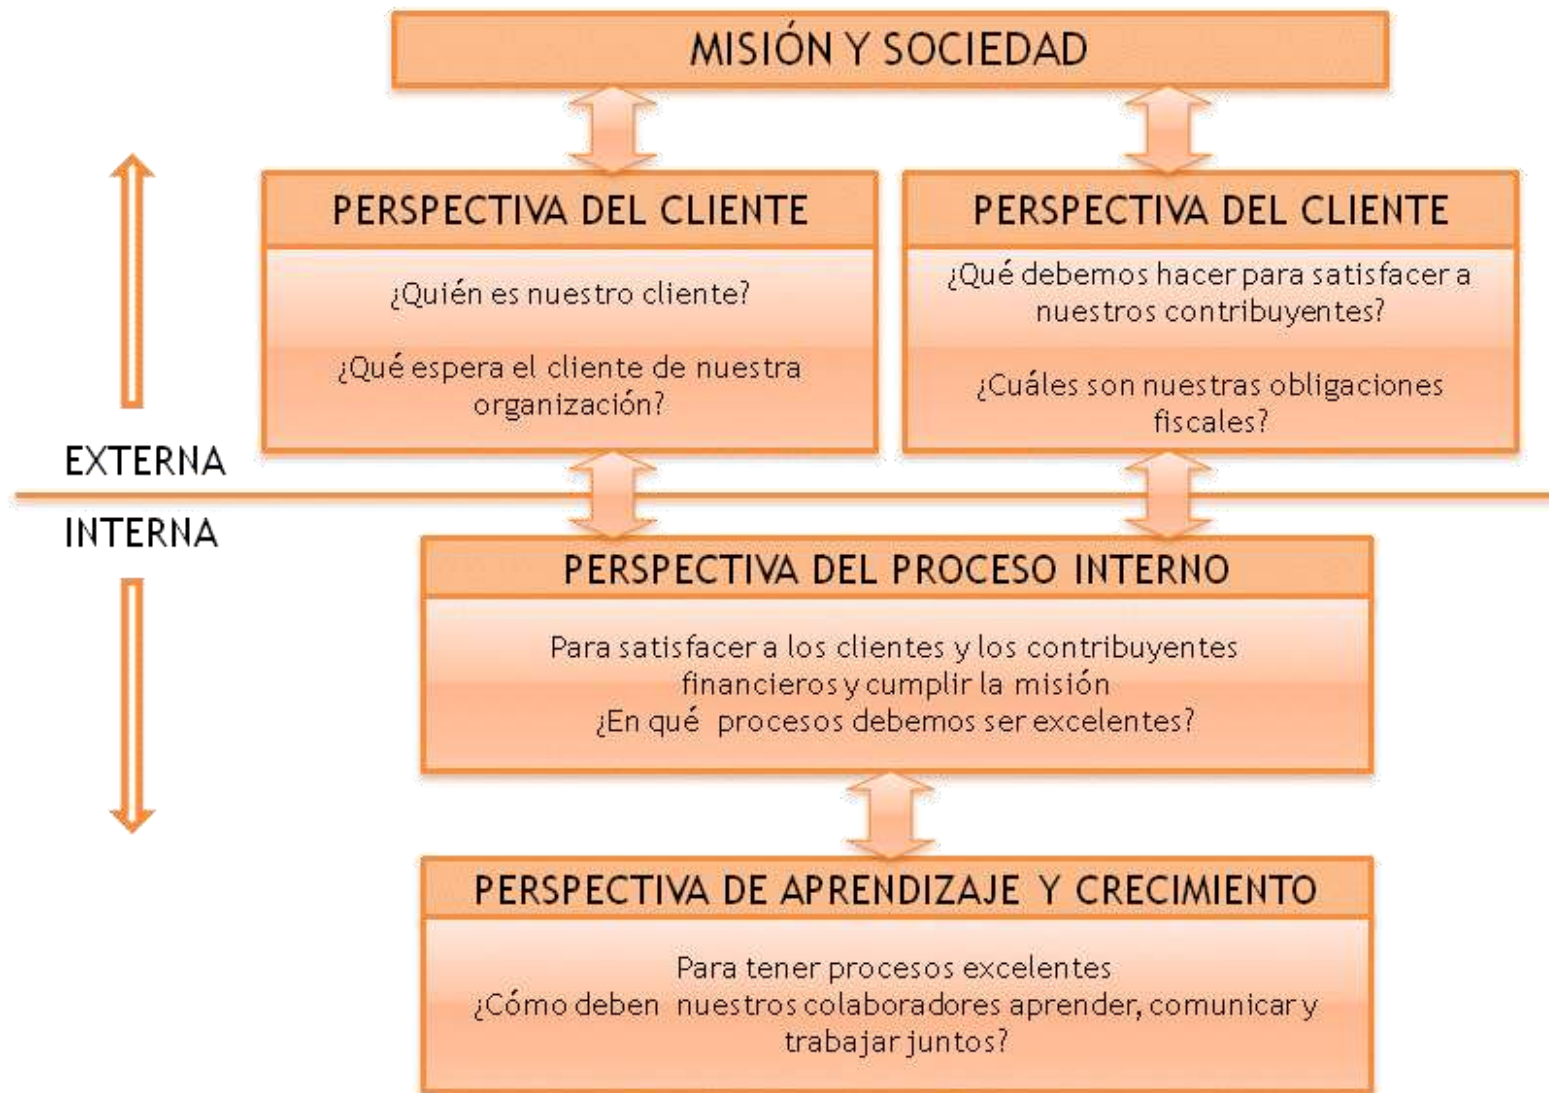 MISIÓN Y SOCIEDAD
PERSPECTIVA DEL CLIENTE
¿Quién es nuestro cliente?
¿Qué espera el cliente de nuestra
organización?
PERSPECTIVA DEL CLIENTE
¿Qué debemos hacer para satisfacer a
nuestros contribuyentes?
¿Cuáles son nuestras obligaciones
fiscales?
EXTERNA
INTERNA
PERSPECTIVA DEL PROCESO INTERNO
Para satisfacer a los clientes y los contribuyentes
financieros y cumplir la misión
¿En qué procesos debemos ser excelentes?
PERSPECTIVA DE APRENDIZAJE Y CRECIMIENTO
Para tener procesos excelentes
¿Cómo deben nuestros colaboradores aprender, comunicar y
trabajar juntos?